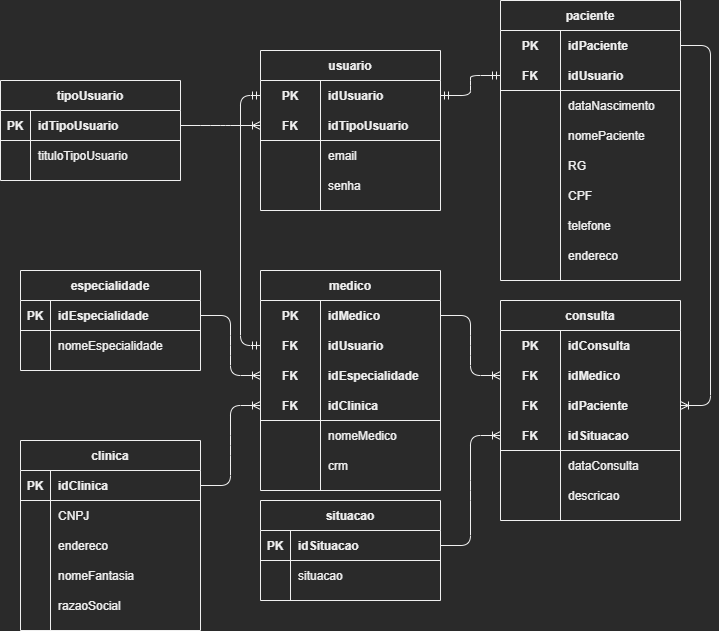 paciente
PK idPaciente
FK idUsuario
dataNascimento
nomePaciente
RG
CPF
telefone
endereco
usuario
PK idUsuario
FK idTipoUsuario
email
senha
tipoUsuario
PK idTipoUsuario
tituloTipoUsuario
especialidade
PK idEspecialidade
nomeEspecialidade
medico
PK idMedico
FK idUsuario
FK idEspecialidade
FK idClinica
nomeMedico
crm
consulta
PK idConsulta
FK idMedico
FK idPaciente
FK idSituacao
dataConsulta
descricao
clinica
PK idClinica
CNPJ
endereco
nomeFantasia
razaoSocial
situacao
PK idSituacao
situacao